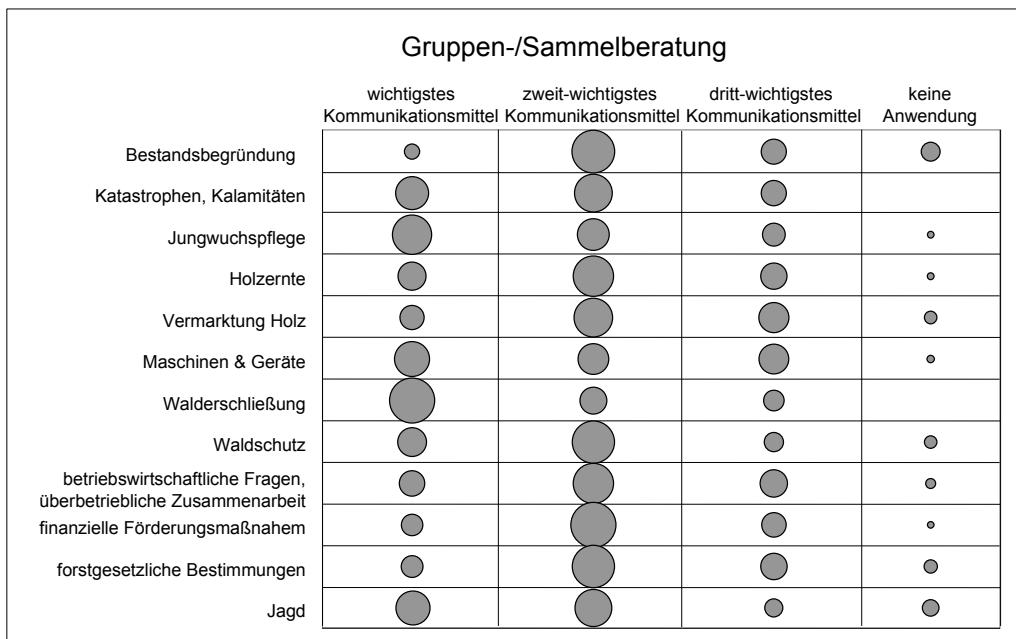 Gruppen-/Sammelberatung
wichtigstes Kommunikationsmittel
zweit-wichtigstes Kommunikationsmittel
dritt-wichtigstes Kommunikationsmittel
keine Anwendung
Bestandsbegründung
Katastrophen, Kalamitäten
Jungwuchspflege
Holzernte
Vermarktung Holz
Maschinen & Geräte
Walderschließung
Waldschutz
betriebswirtschaftliche Fragen,
überbetriebliche Zusammenarbeit
finanzielle Förderungsmaßnahem
forstgesetzliche Bestimmungen
Jagd